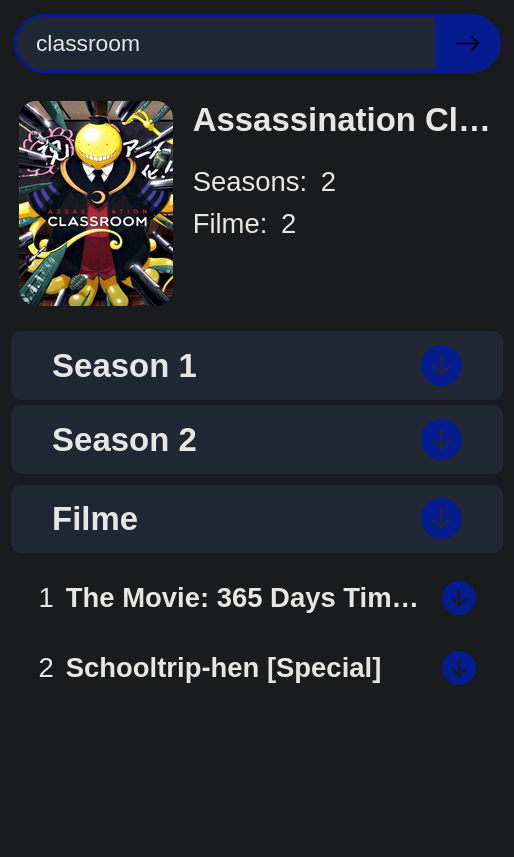 classroom
Assassination Cl...
Seasons: 2
Filme: 2
ASSASSINATION
CLASSROOM
Season 1
Season 2
Filme
1 The Movie: 365 Days Tim...
2 Schooltrip-hen [Special]